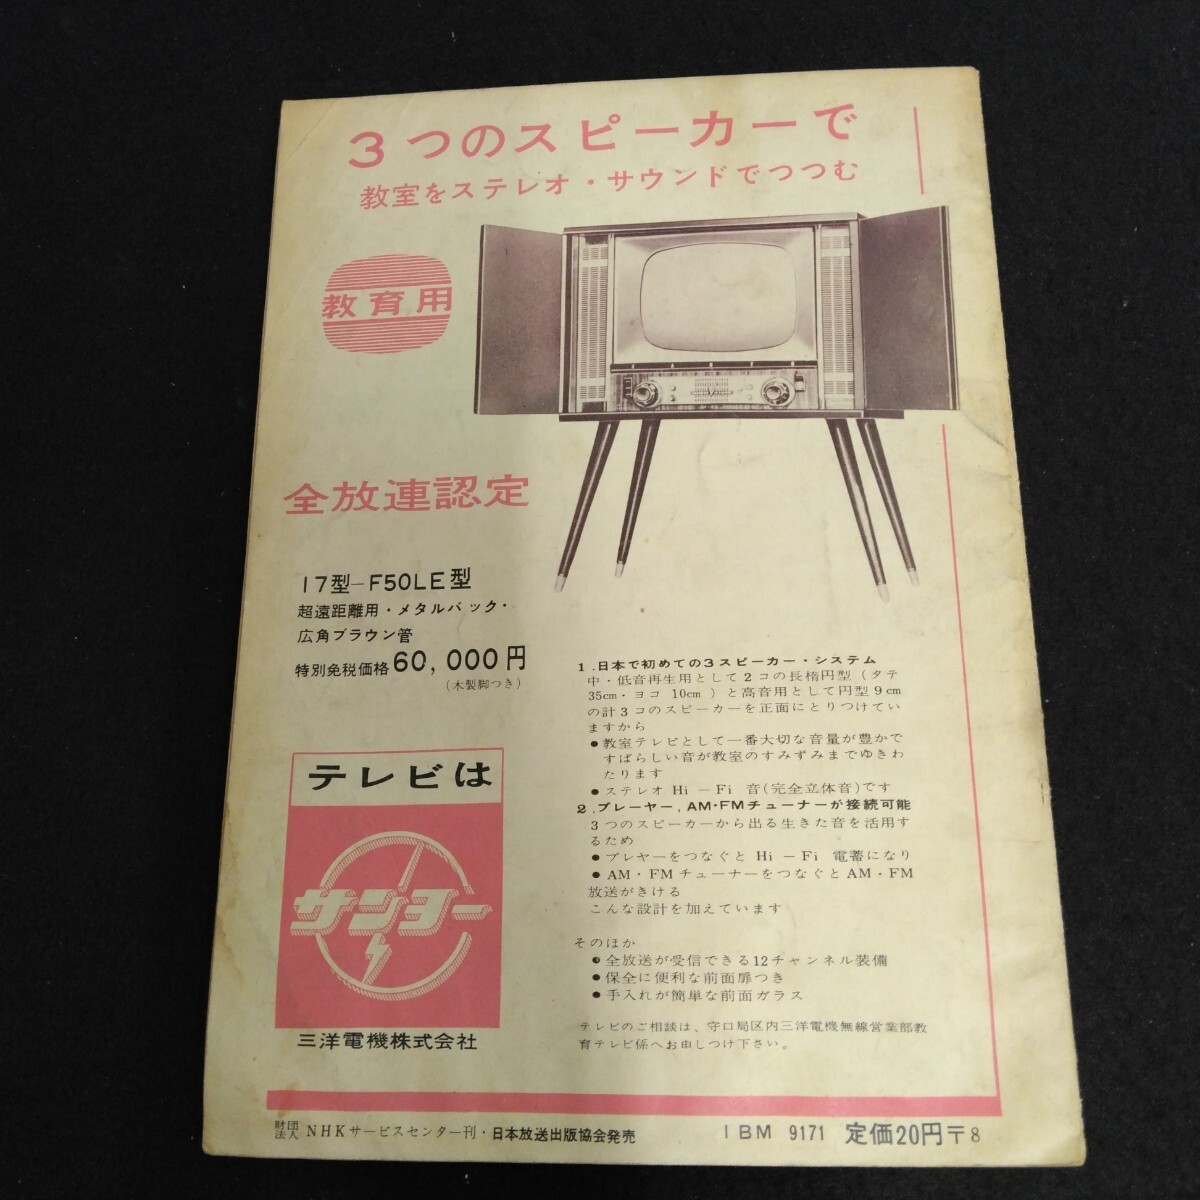 3つのスピーカーで
教室をステレオ・サウンドでつつむ
教育用
全放連認定
17型-F50LE型
超遠距離用・メタルバック・
広角ブラウン管
特別免税価格60,000円
(木製脚つき)
テレビは
サンヨー
三洋電機株式会社
1.日本で初めての3スピーカー・システム
中・低音再生用として2コの長楕円型(タテ
35cm・ヨコ 10cm)と高音用として円型9cm
の計3コのスピーカーを正面にとりつけてい
ますから
●教室テレビとして一番大切な音量が豊かで
すばらしい音が教室のすみずみまでゆきわ
たります
●ステレオ Hi-Fi 音(完全立体音)です
2.プレーヤー,AM・FMチューナーが接続可能
3つのスピーカーから出る生きた音を活用す
るため
●プレヤーをつなぐと Hi-Fi 電蓄になり
●AM・FMチューナーをつなぐとAM・FM
放送がきける
こんな設計を加えています
そのほか
●全放送が受信できる12チャンネル装備
●保全に便利な前面扉つき
●手入れが簡単な前面ガラス
テレビのご相談は、守口局区内三洋電機無線営業部教
育テレビ係へお申しつけ下さい。
財団法人 NHKサービスセンター刊・日本放送出版協会発売 IBM 9171 定価20円〒8